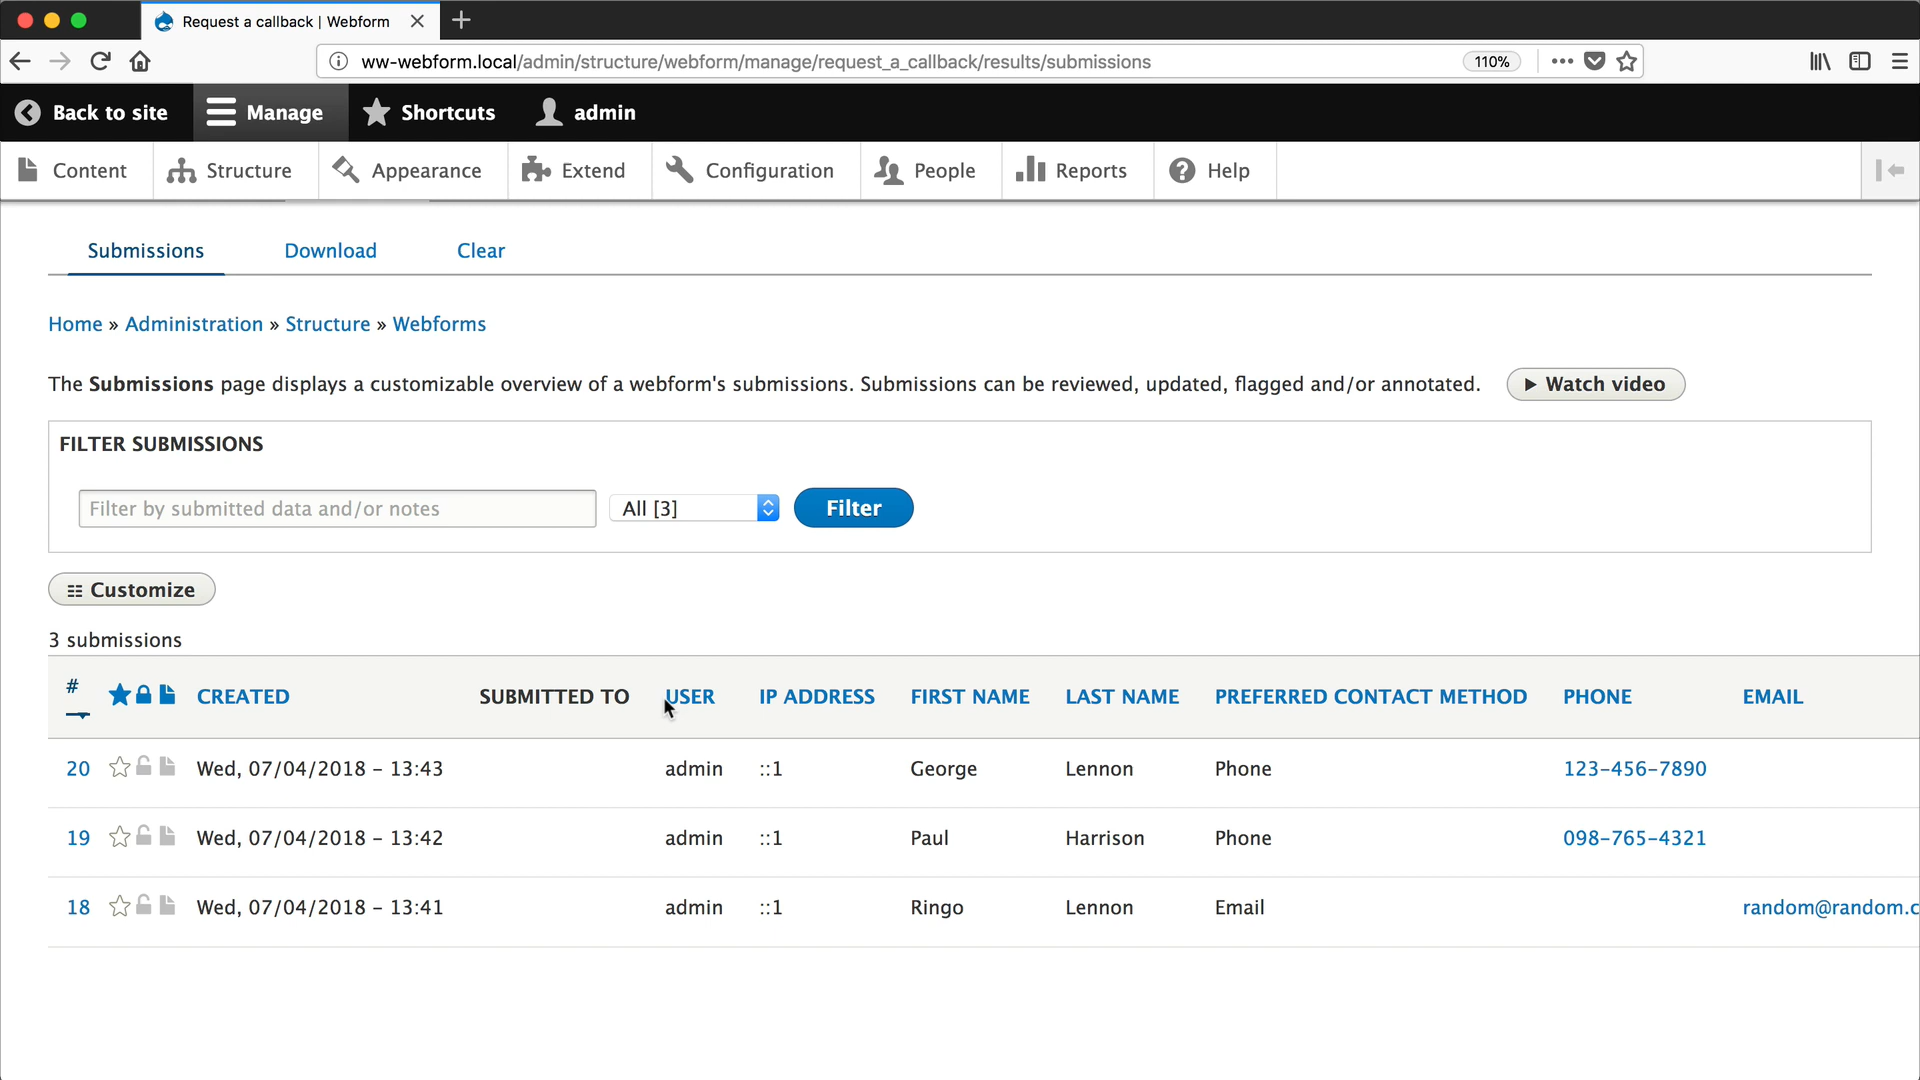 Request a callback | Webform
ww-webform.local/admin/structure/webform/manage/request_a_callback/results/submissions 110%
Back to site Manage Shortcuts admin
Content Structure Appearance Extend Configuration People Reports Help
Submissions Download Clear
Home » Administration » Structure » Webforms
The Submissions page displays a customizable overview of a webform's submissions. Submissions can be reviewed, updated, flagged and/or annotated. Watch video
FILTER SUBMISSIONS
Filter by submitted data and/or notes All [3] Filter
Customize
3 submissions
# CREATED SUBMITTED TO USER IP ADDRESS FIRST NAME LAST NAME PREFERRED CONTACT METHOD PHONE EMAIL
20 Wed, 07/04/2018 – 13:43 admin ::1 George Lennon Phone 123-456-7890
19 Wed, 07/04/2018 – 13:42 admin ::1 Paul Harrison Phone 098-765-4321
18 Wed, 07/04/2018 – 13:41 admin ::1 Ringo Lennon Email random@random.c